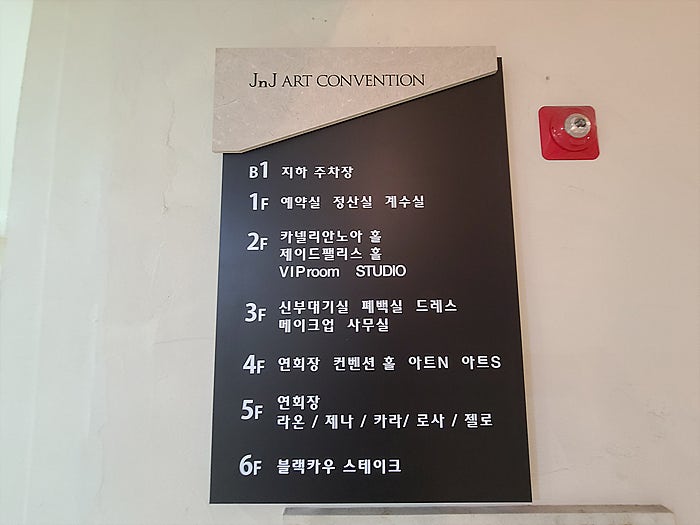 JnJ ART CONVENTION
B1 지하 주차장
1F 예약실 정산실 계수실
2F 카넬리안노아 홀
제이드팰리스 홀
VIProom STUDIO
3F 신부대기실 폐백실 드레스
메이크업 사무실
4F 연회장 컨벤션 홀 아트N 아트S
5F 연회장
라온 / 제나 / 카라/ 로사 / 젤로
6F 블랙카우 스테이크